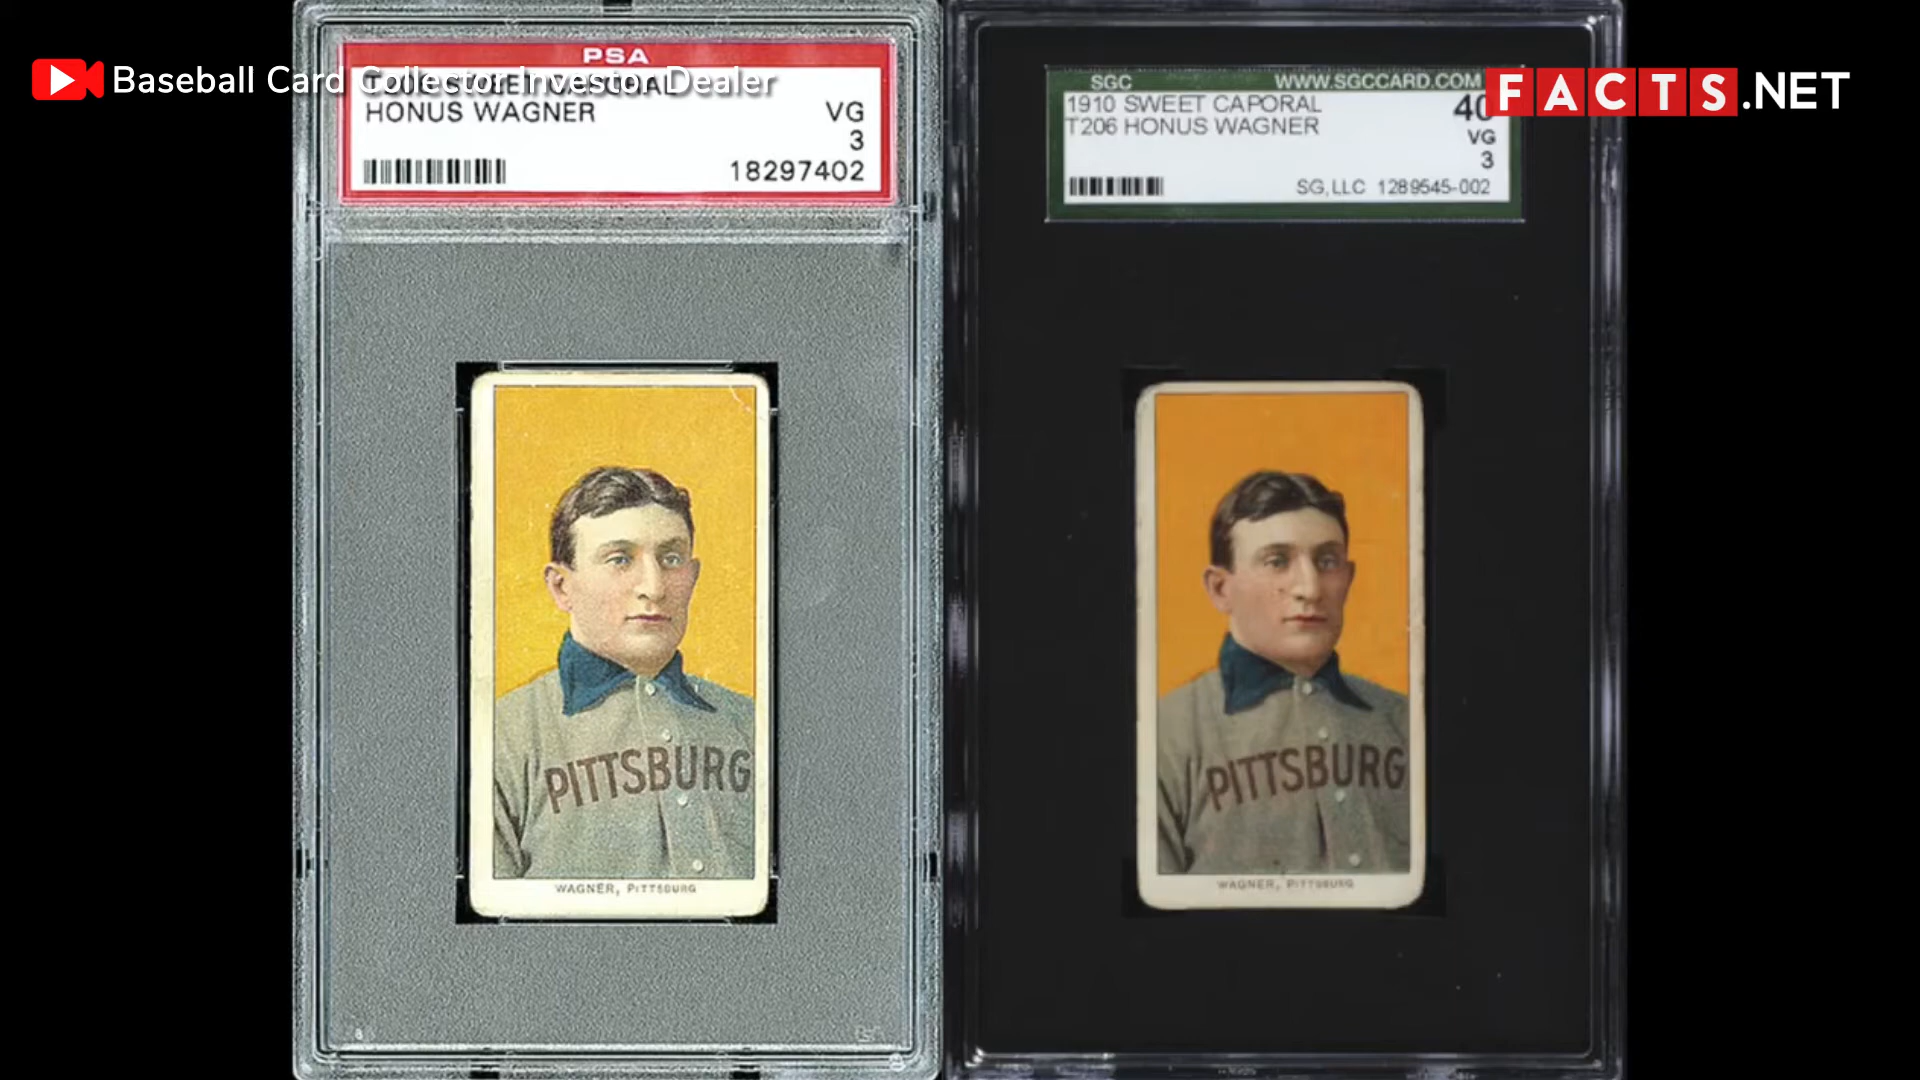 Baseball Card Collector Investor Dealer
FACTS.NET
PSA
HONUS WAGNER
VG
3
18297402
PITTSBURG
WAGNER, PITTSBURG
SGC WWW.SGCCARD.COM
1910 SWEET CAPORAL 40
T206 HONUS WAGNER VG
3
SG,LLC 1289545-002
PITTSBURG
WAGNER, PITTSBURG